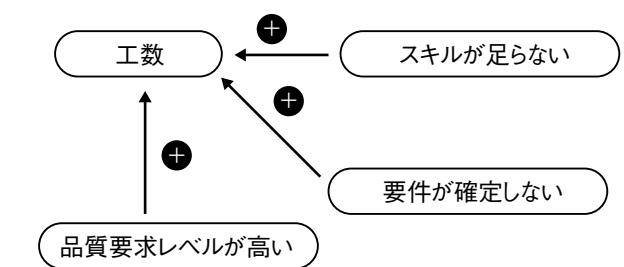 +
工数
スキルが足らない
+
+
要件が確定しない
品質要求レベルが高い